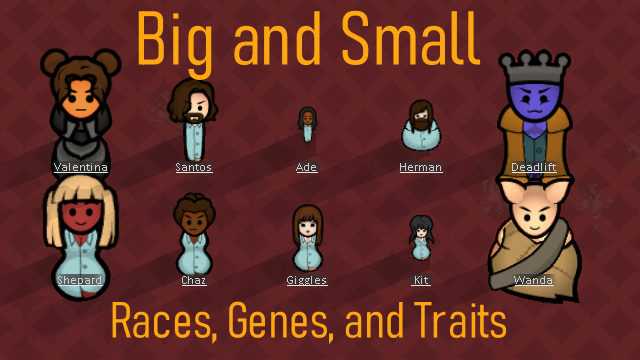 Big and Small
Valentina Santos Ade Herman Deadlift
Shepard Chaz Giggles Kit Wanda
Races, Genes, and Traits